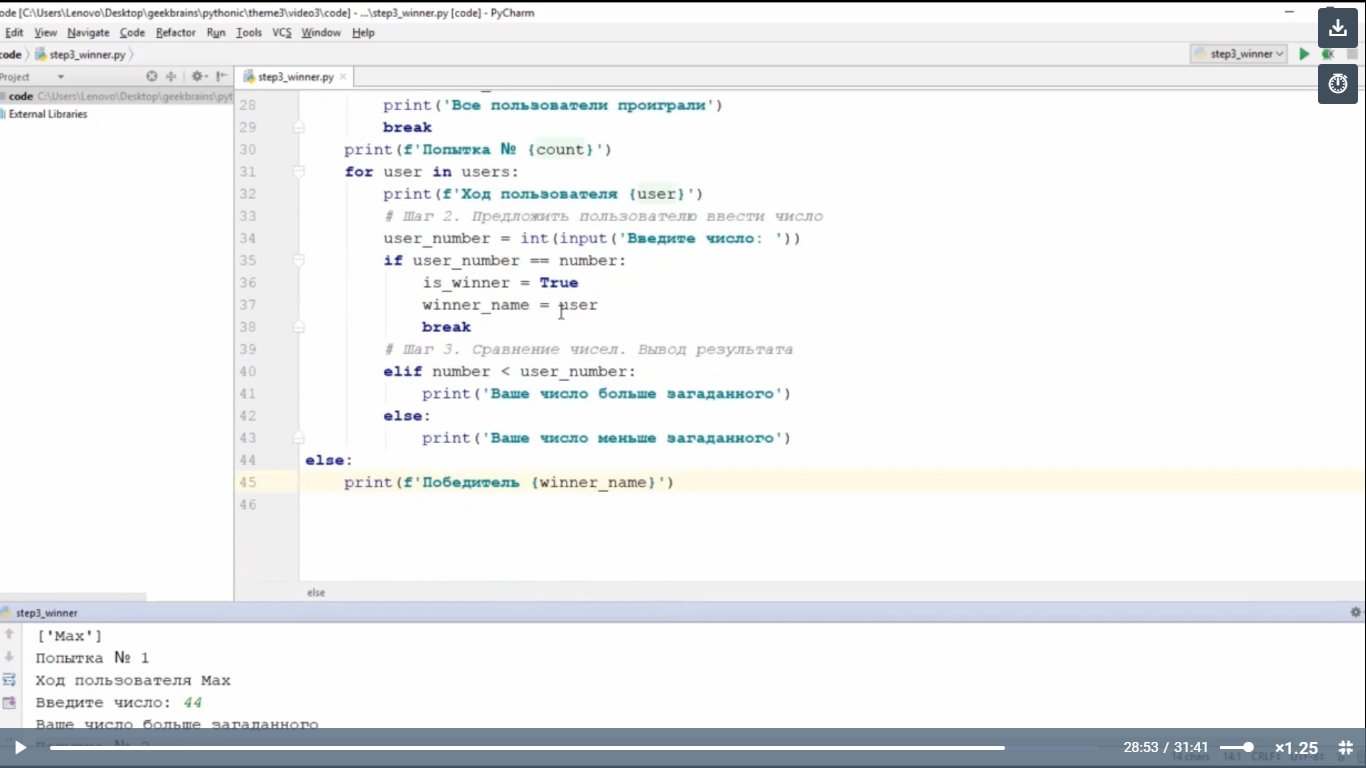 ode [C:\Users\Lenovo\Desktop\geekbrains\pythonic\theme3\video3\code] - ...\step3_winner.py [code] - PyCharm
Edit View Navigate Code Refactor Run Tools VCS Window Help
code step3_winner.py step3_winner
Project step3_winner.py
code C:\Users\Lenovo\Desktop\geekbrains\pyt
External Libraries
28 print('Все пользователи проиграли')
29 break
30 print(f'Попытка № {count}')
31 for user in users:
32 print(f'Ход пользователя {user}')
33 # Шаг 2. Предложить пользователю ввести число
34 user_number = int(input('Введите число: '))
35 if user_number == number:
36 is_winner = True
37 winner_name = user
38 break
39 # Шаг 3. Сравнение чисел. Вывод результата
40 elif number < user_number:
41 print('Ваше число больше загаданного')
42 else:
43 print('Ваше число меньше загаданного')
44 else:
45 print(f'Победитель {winner_name}')
46
else
step3_winner
['Max']
Попытка № 1
Ход пользователя Max
Введите число: 44
Ваше число больше загаданного
28:53 / 31:41 ×1.25